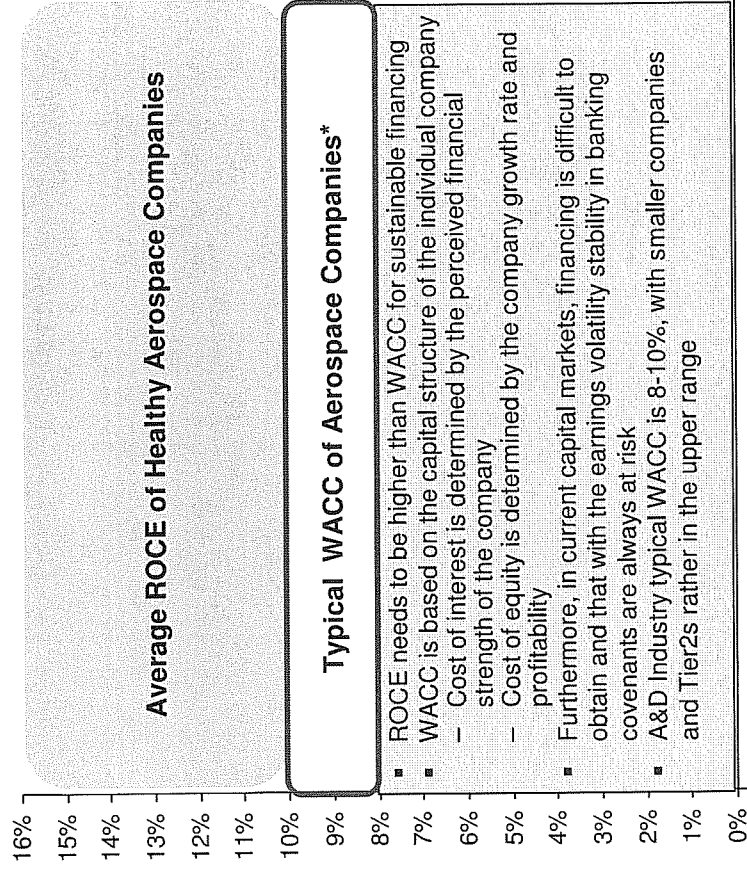 16%
15%
14%
13%
12%
11%
10%
9%
8%
7%
6%
5%
4%
3%
2%
1%
0%
Average ROCE of Healthy Aerospace Companies
Typical WACC of Aerospace Companies*
▪ ROCE needs to be higher than WACC for sustainable financing
▪ WACC is based on the capital structure of the individual company
– Cost of interest is determined by the perceived financial
strength of the company
– Cost of equity is determined by the company growth rate and
profitability
▪ Furthermore, in current capital markets, financing is difficult to
obtain and that with the earnings volatility stability in banking
covenants are always at risk
▪ A&D Industry typical WACC is 8-10%, with smaller companies
and Tier2s rather in the upper range